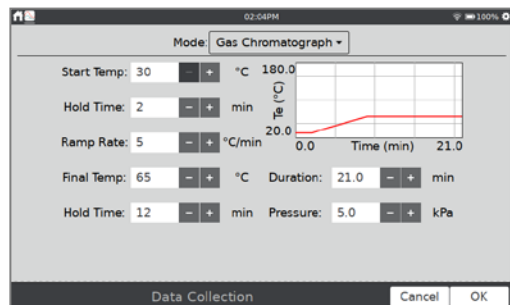 02:04PM 100%
Mode: Gas Chromatograph
Start Temp: 30 - + °C
Hold Time: 2 - + min
Ramp Rate: 5 - + °C/min
Final Temp: 65 - + °C
Hold Time: 12 - + min
180.0
Te (°C)
20.0
0.0 Time (min) 21.0
Duration: 21.0 - + min
Pressure: 5.0 - + kPa
Data Collection Cancel OK